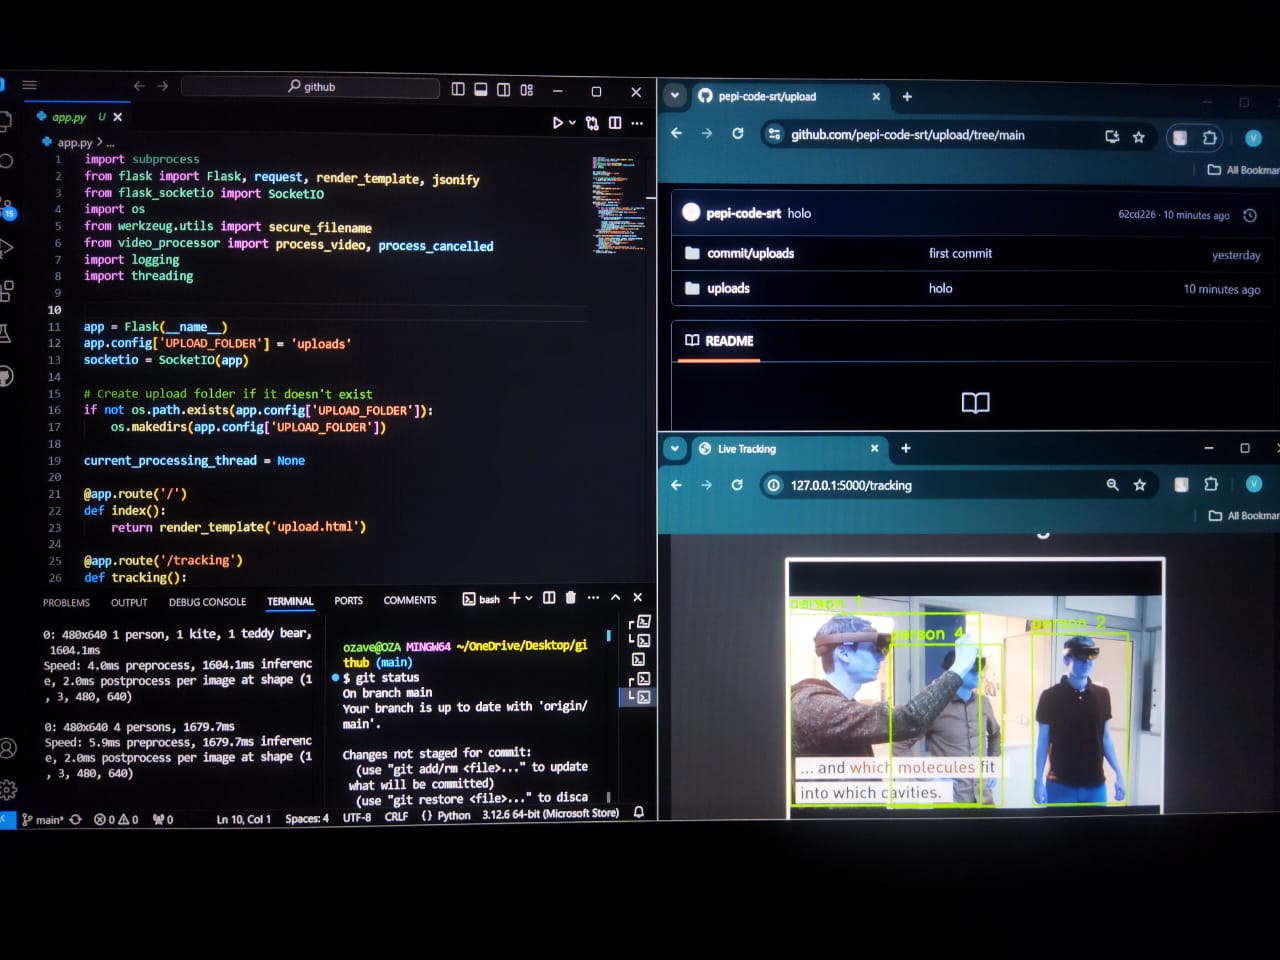 github
app.py U
app.py > ...
1 import subprocess
2 from flask import Flask, request, render_template, jsonify
3 from flask_socketio import SocketIO
4 import os
5 from werkzeug.utils import secure_filename
6 from video_processor import process_video, process_cancelled
7 import logging
8 import threading
9
10
11 app = Flask(__name__)
12 app.config['UPLOAD_FOLDER'] = 'uploads'
13 socketio = SocketIO(app)
14
15 # Create upload folder if it doesn't exist
16 if not os.path.exists(app.config['UPLOAD_FOLDER']):
17 os.makedirs(app.config['UPLOAD_FOLDER'])
18
19 current_processing_thread = None
20
21 @app.route('/')
22 def index():
23 return render_template('upload.html')
24
25 @app.route('/tracking')
26 def tracking():
15
PROBLEMS OUTPUT DEBUG CONSOLE TERMINAL PORTS COMMENTS bash
0: 480x640 1 person, 1 kite, 1 teddy bear,
1604.1ms
Speed: 4.0ms preprocess, 1604.1ms inferenc
e, 2.0ms postprocess per image at shape (1
, 3, 480, 640)
0: 480x640 4 persons, 1679.7ms
Speed: 5.9ms preprocess, 1679.7ms inferenc
e, 2.0ms postprocess per image at shape (1
, 3, 480, 640)
ozave@OZA MINGW64 ~/OneDrive/Desktop/gi
thub (main)
$ git status
On branch main
Your branch is up to date with 'origin/
main'.
Changes not staged for commit:
(use "git add/rm <file>..." to update
what will be committed)
(use "git restore <file>..." to disca
main* 0 0 0 Ln 10, Col 1 Spaces: 4 UTF-8 CRLF {} Python 3.12.6 64-bit (Microsoft Store)
pepi-code-srt/upload
github.com/pepi-code-srt/upload/tree/main
V
All Bookmar
pepi-code-srt holo 62cd226 · 10 minutes ago
commit/uploads first commit yesterday
uploads holo 10 minutes ago
README
Live Tracking
127.0.0.1:5000/tracking
V
All Bookmar
person 1
person 4
person 2
... and which molecules fit
into which cavities.